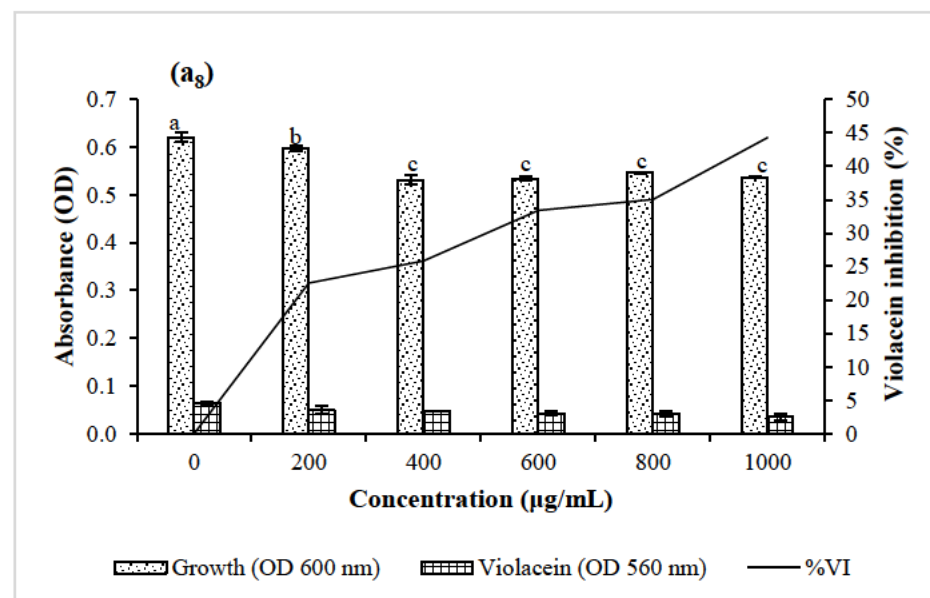 (a8)
Absorbance (OD)
0.7
0.6
0.5
0.4
0.3
0.2
0.1
0.0
a
b
c
c
c
c
50
45
40
35
30
25
20
15
10
5
0
Violacein inhibition (%)
0 200 400 600 800 1000
Concentration (µg/mL)
Growth (OD 600 nm) Violacein (OD 560 nm) %VI